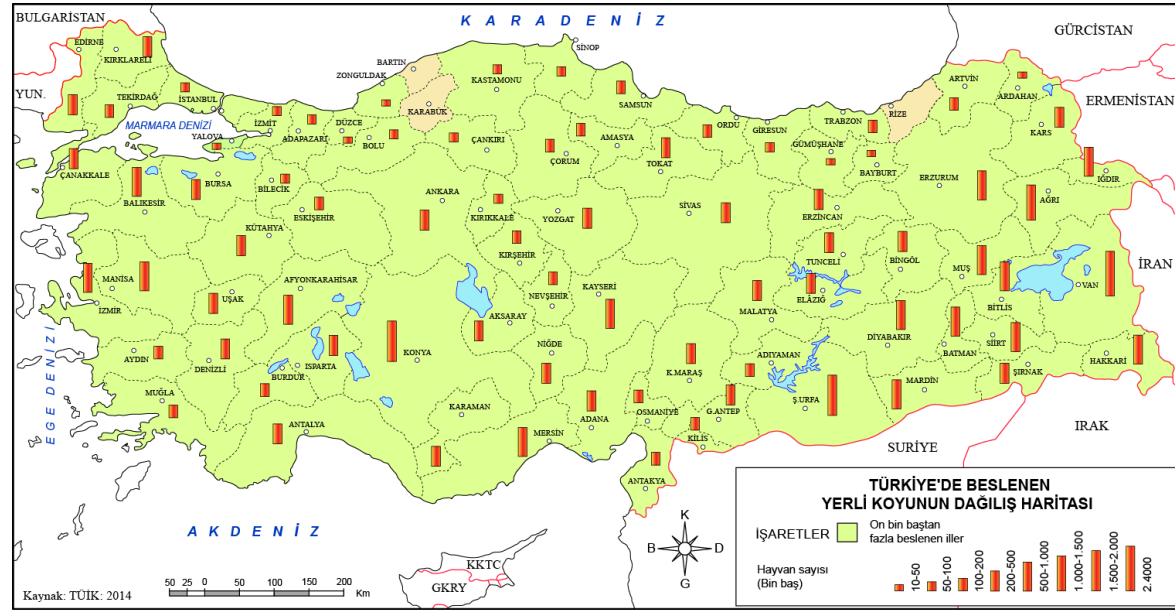 BULGARİSTAN
K A R A D E N İ Z
GÜRCİSTAN
EDİRNE
KIRKLARELİ
SİNOP
BARTIN
ZONGULDAK
KASTAMONU
ARTVİN
ARDAHAN
YUN.
TEKİRDAĞ
İSTANBUL
KARABÜK
SAMSUN
RİZE
ERMENİSTAN
MARMARA DENİZİ
İZMİT
DÜZCE
ORDU
GİRESUN
TRABZON
KARS
YALOVA
ADAPAZARI
BOLU
ÇANKIRI
AMASYA
GÜMÜŞHANE
ÇANAKKALE
BURSA
BİLECİK
ÇORUM
TOKAT
BAYBURT
IĞDIR
BALIKESİR
ESKİŞEHİR
ANKARA
KIRIKKALE
YOZGAT
SİVAS
ERZİNCAN
ERZURUM
AĞRI
KÜTAHYA
KIRŞEHİR
TUNCELİ
BİNGÖL
MUŞ
İRAN
MANİSA
AFYONKARAHİSAR
UŞAK
NEVŞEHİR
KAYSERİ
ELÂZIĞ
VAN
İZMİR
AKSARAY
MALATYA
BİTLİS
EGE DENİZİ
AYDIN
DENİZLİ
BURDUR
ISPARTA
KONYA
NİĞDE
K.MARAŞ
ADIYAMAN
DİYABAKIR
BATMAN
SİİRT
HAKKARİ
MUĞLA
ANTALYA
KARAMAN
MERSİN
ADANA
OSMANİYE
G.ANTEP
Ş.URFA
MARDİN
ŞIRNAK
KİLİS
ANTAKYA
SURİYE
IRAK
A K D E N İ Z
KKTC
GKRY
K
B D
G
TÜRKİYE'DE BESLENEN
YERLİ KOYUNUN DAĞILIŞ HARİTASI
İŞARETLER
On bin baştan
fazla beslenen iller
Hayvan sayısı
(Bin baş)
10-50
50-100
100-200
200-500
500-1.000
1.000-1.500
1.500-2.000
2.4000
50 25 0 50 100 150 200
Km
Kaynak: TÜİK: 2014